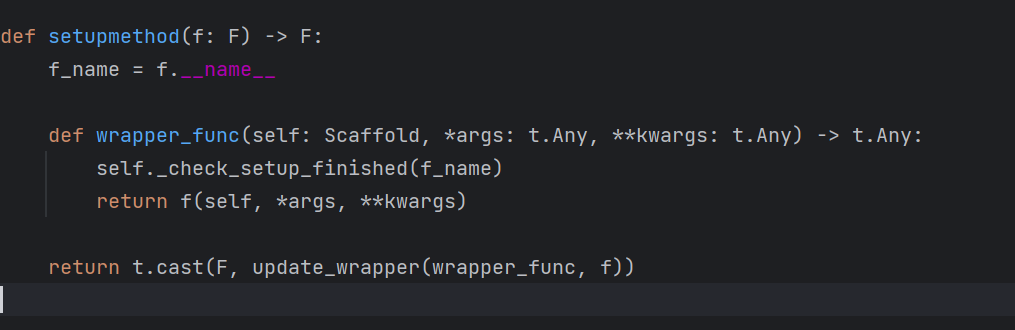 def setupmethod(f: F) -> F:
    f_name = f.__name__
    def wrapper_func(self: Scaffold, *args: t.Any, **kwargs: t.Any) -> t.Any:
        self._check_setup_finished(f_name)
        return f(self, *args, **kwargs)
    return t.cast(F, update_wrapper(wrapper_func, f))